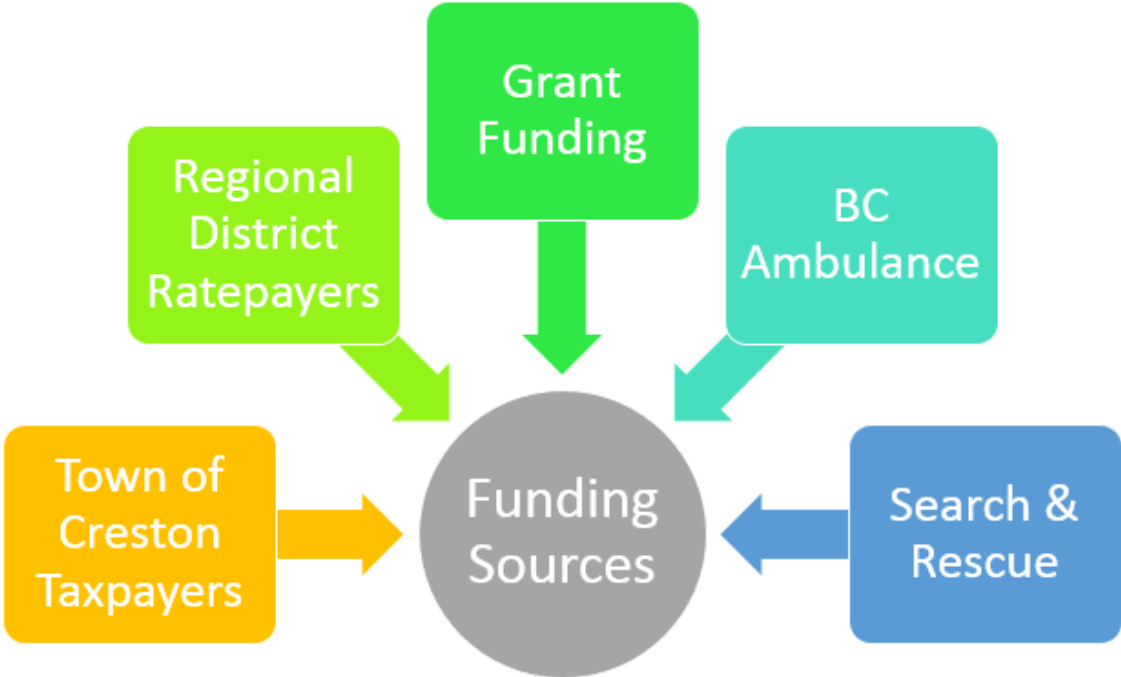 Grant
Funding
Regional
District
Ratepayers
BC
Ambulance
Town of
Creston
Taxpayers
Funding
Sources
Search &
Rescue